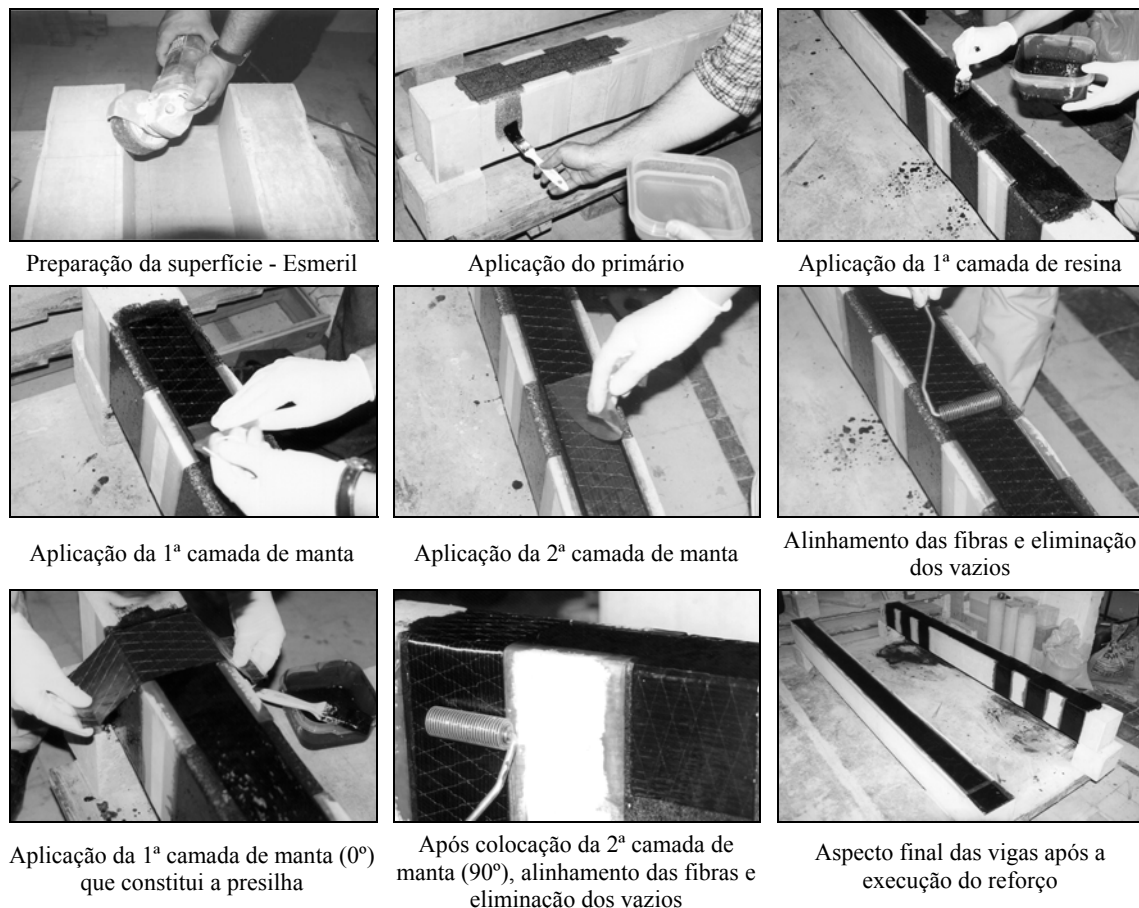 Preparação da superfície - Esmeril
Aplicação do primário
Aplicação da 1ª camada de resina
Aplicação da 1ª camada de manta
Aplicação da 2ª camada de manta
Alinhamento das fibras e eliminação
dos vazios
Aplicação da 1ª camada de manta (0º)
que constitui a presilha
Após colocação da 2ª camada de
manta (90º), alinhamento das fibras e
eliminação dos vazios
Aspecto final das vigas após a
execução do reforço